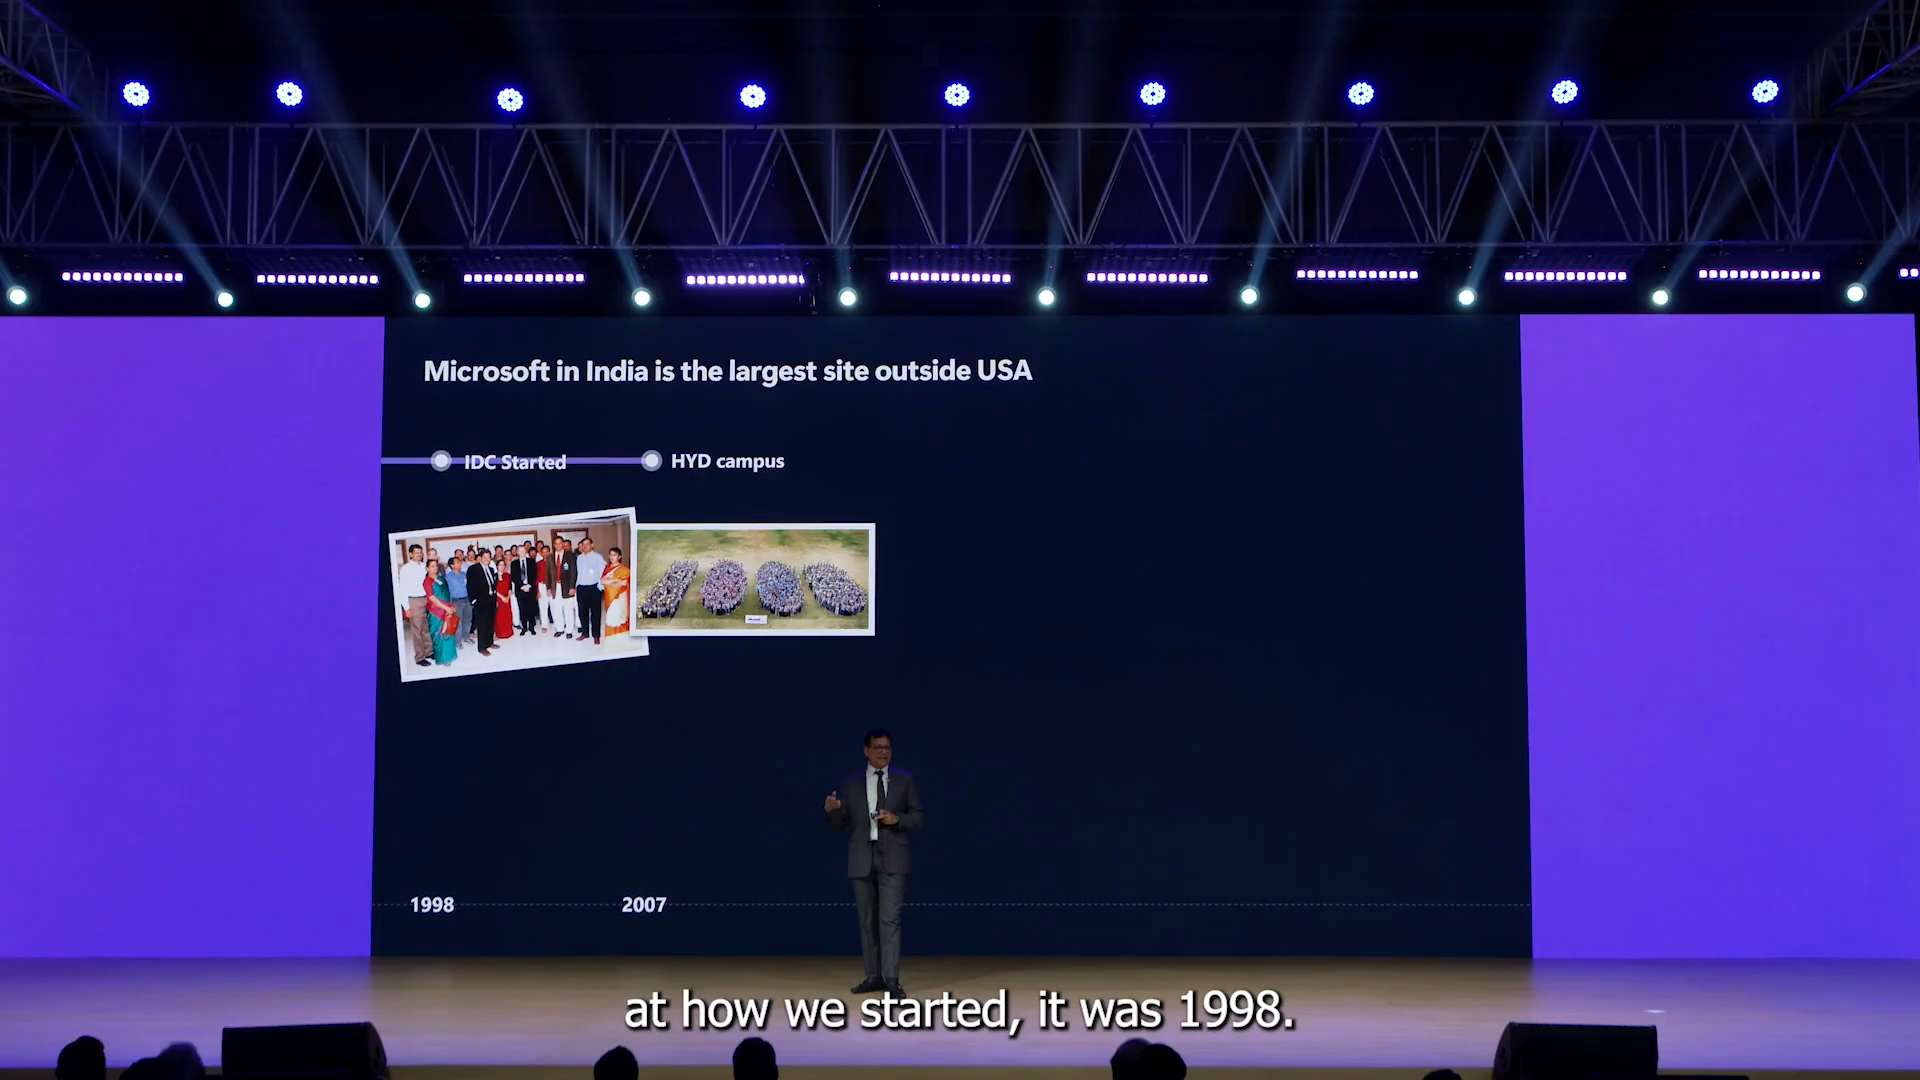 Microsoft in India is the largest site outside USA
IDC Started
HYD campus
1000
1998
2007
at how we started, it was 1998.